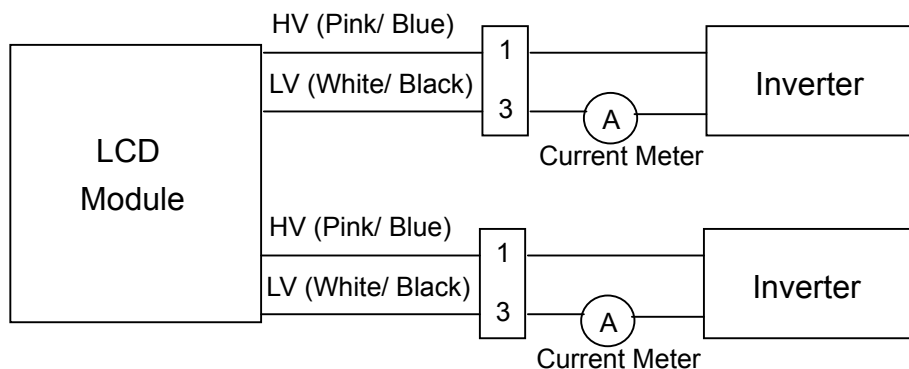 HV (Pink/ Blue)
1
LV (White/ Black)
3
A
Current Meter
Inverter
LCD
Module
HV (Pink/ Blue)
1
LV (White/ Black)
3
A
Current Meter
Inverter